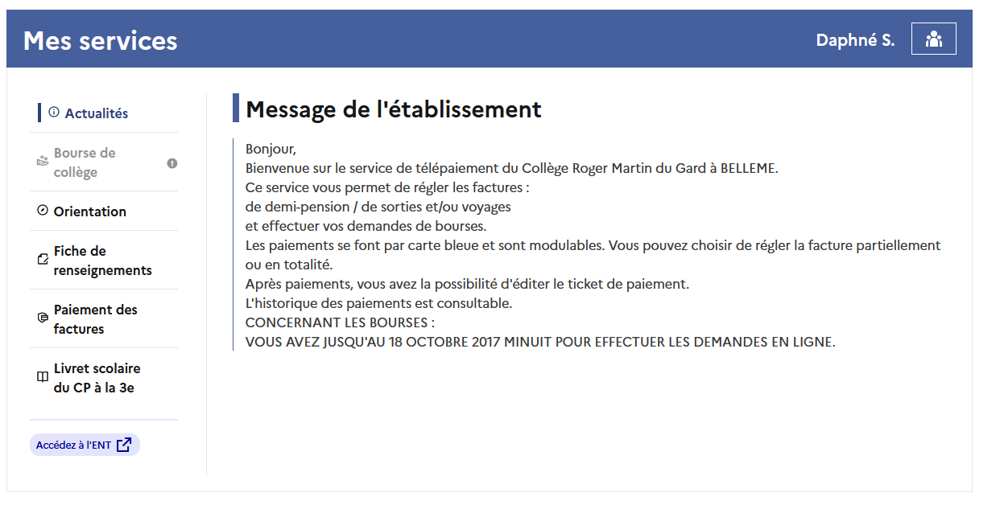 Mes services
Daphné S.
Actualités
Bourse de
collège
Orientation
Fiche de
renseignements
Paiement des
factures
Livret scolaire
du CP à la 3e
Accédez à l'ENT
Message de l'établissement
Bonjour,
Bienvenue sur le service de télépaiement du Collège Roger Martin du Gard à BELLEME.
Ce service vous permet de régler les factures :
de demi-pension / de sorties et/ou voyages
et effectuer vos demandes de bourses.
Les paiements se font par carte bleue et sont modulables. Vous pouvez choisir de régler la facture partiellement
ou en totalité.
Après paiements, vous avez la possibilité d'éditer le ticket de paiement.
L'historique des paiements est consultable.
CONCERNANT LES BOURSES :
VOUS AVEZ JUSQU'AU 18 OCTOBRE 2017 MINUIT POUR EFFECTUER LES DEMANDES EN LIGNE.